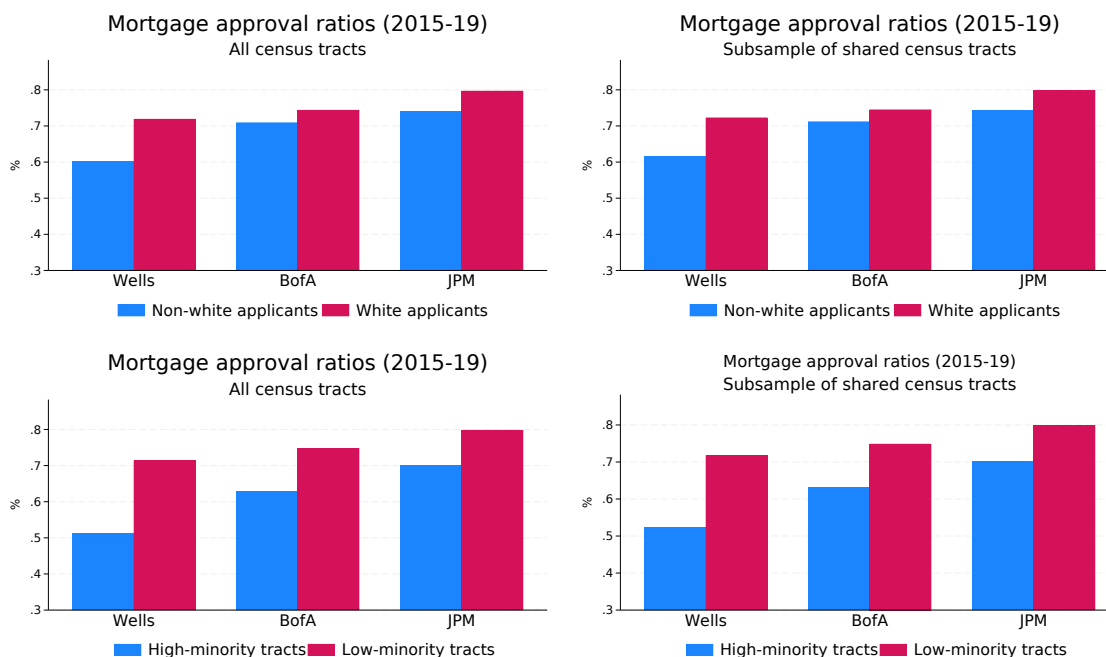 Mortgage approval ratios (2015-19)
All census tracts
.8
.7
.6
.5
.4
.3
%
Wells BofA JPM
Non-white applicants White applicants
Mortgage approval ratios (2015-19)
Subsample of shared census tracts
.8
.7
.6
.5
.4
.3
%
Wells BofA JPM
Non-white applicants White applicants
Mortgage approval ratios (2015-19)
All census tracts
.8
.7
.6
.5
.4
.3
%
Wells BofA JPM
High-minority tracts Low-minority tracts
Mortgage approval ratios (2015-19)
Subsample of shared census tracts
.8
.7
.6
.5
.4
.3
%
Wells BofA JPM
High-minority tracts Low-minority tracts